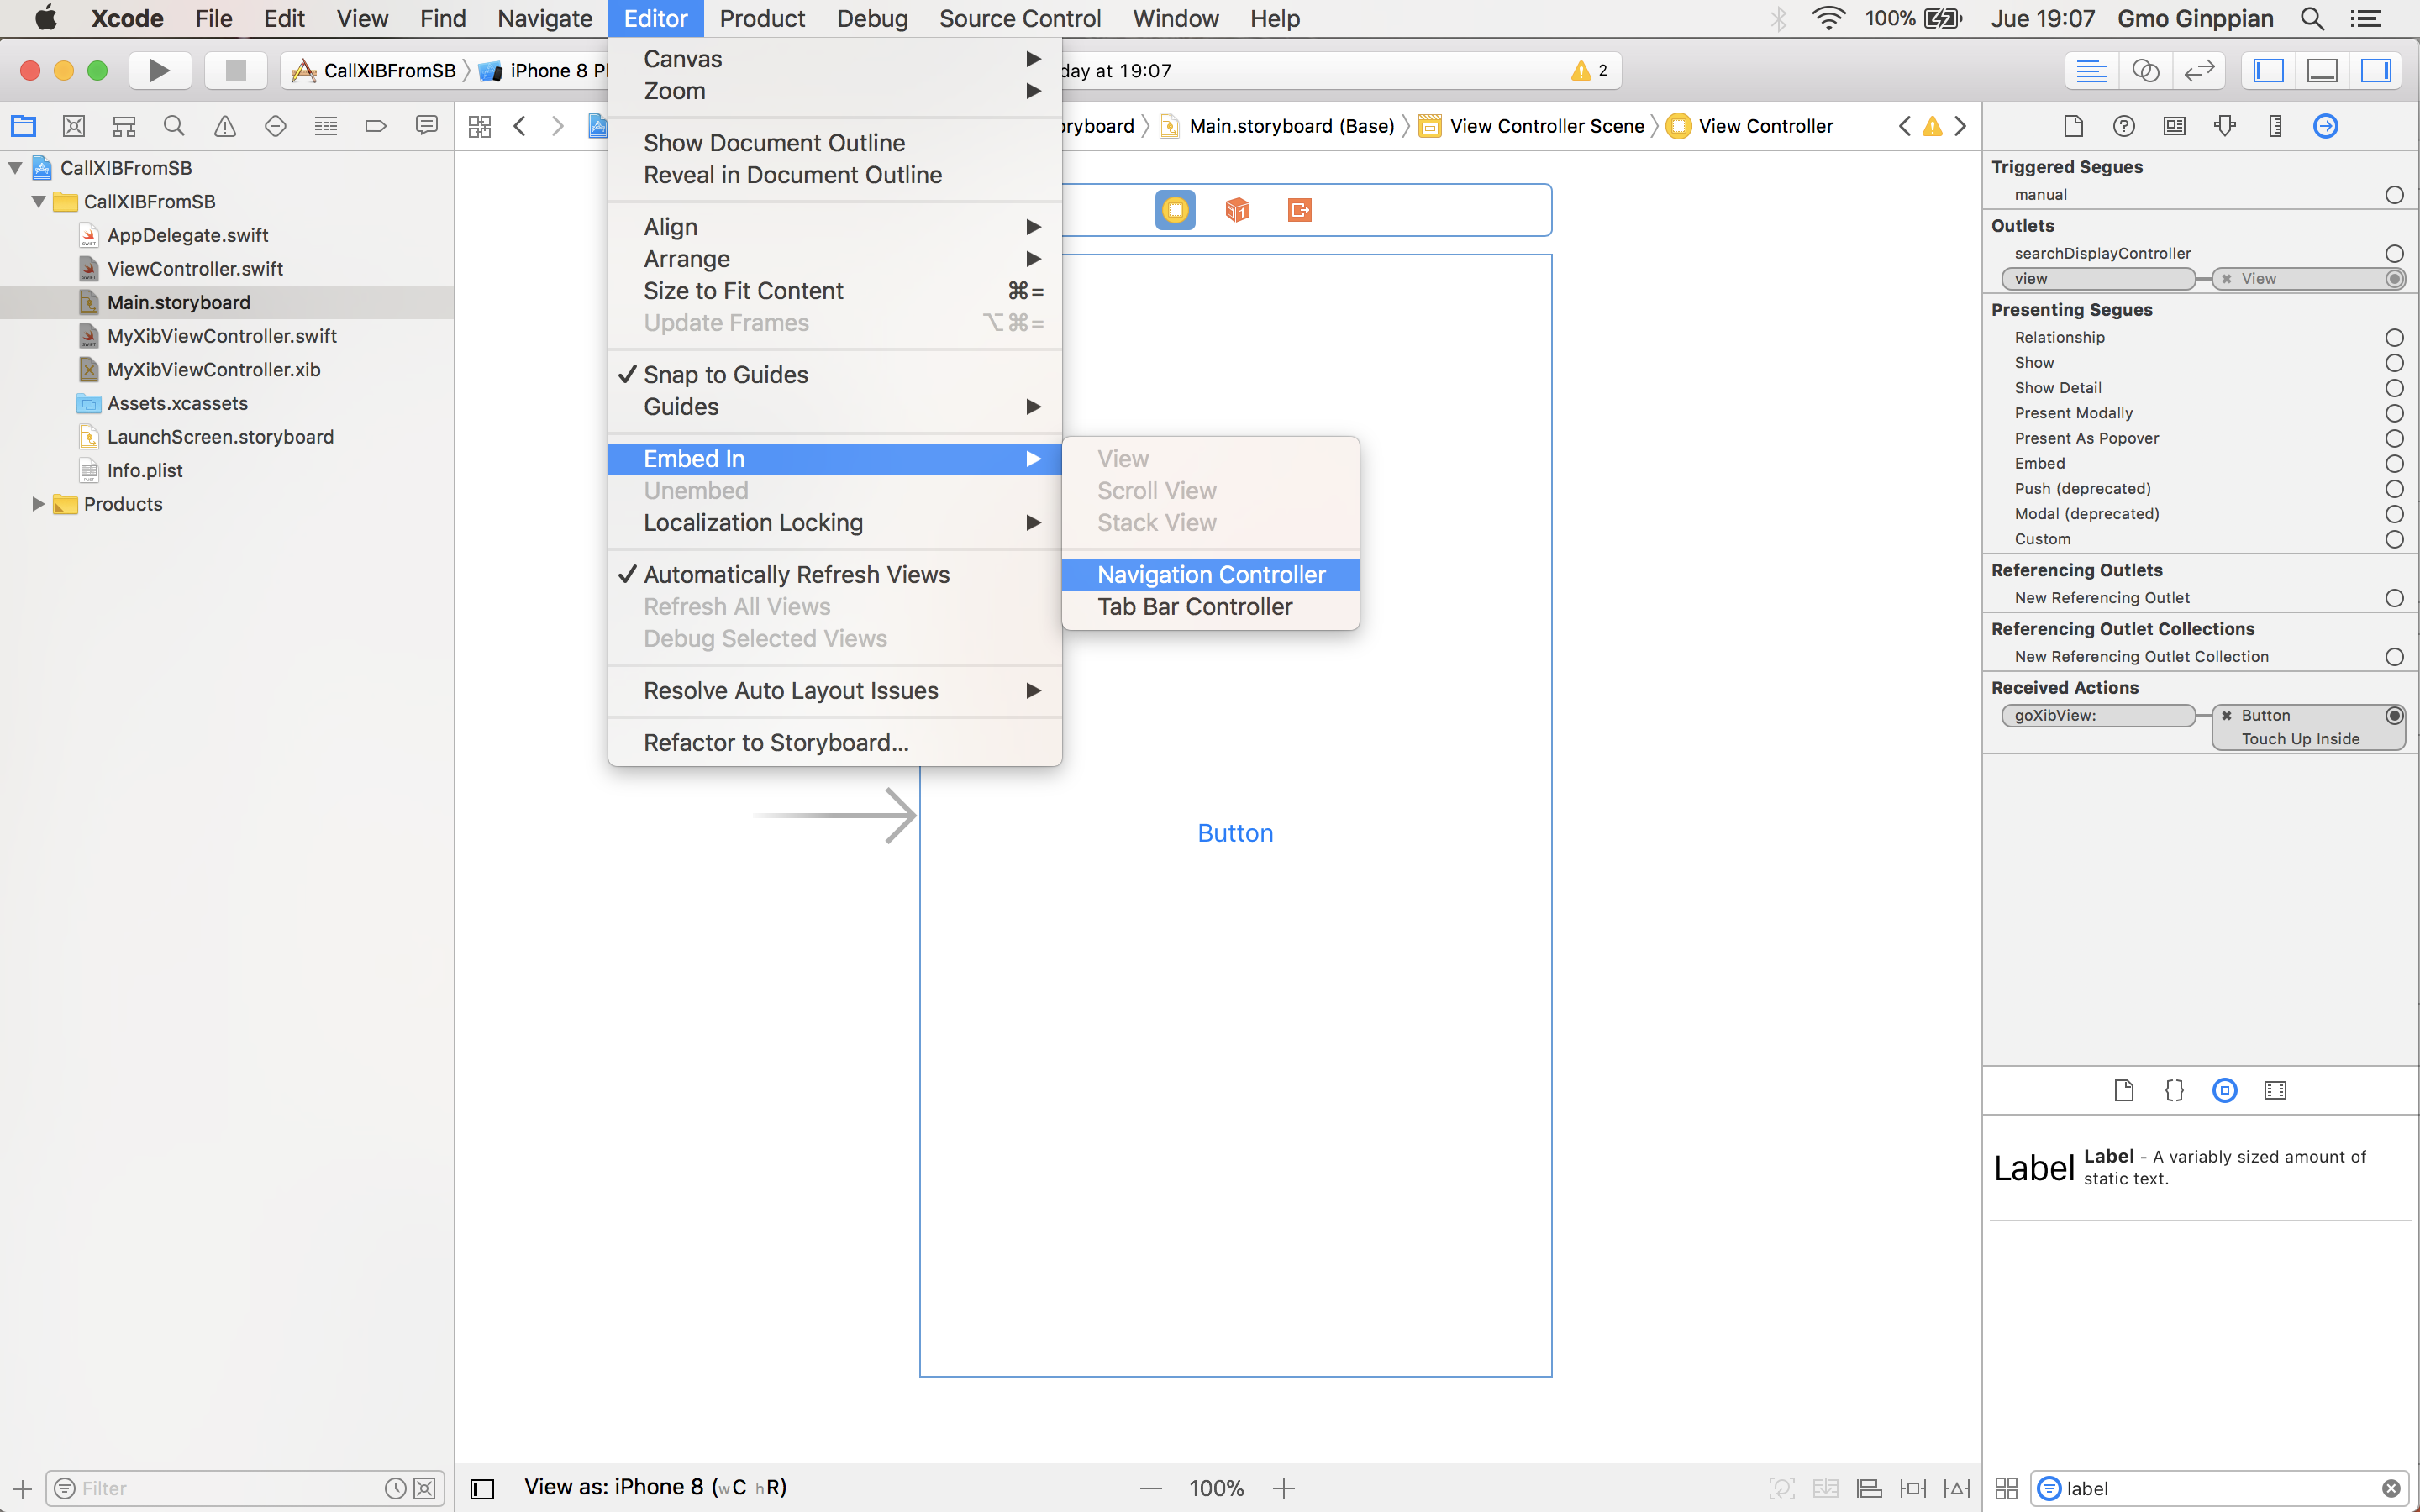 Xcode File Edit View Find Navigate Editor Product Debug Source Control Window Help 100% Jue 19:07 Gmo Ginppian
CallXIBFromSB iPhone 8 Pl day at 19:07 2
oryboard Main.storyboard (Base) View Controller Scene View Controller
CallXIBFromSB
CallXIBFromSB
AppDelegate.swift
ViewController.swift
Main.storyboard
MyXibViewController.swift
MyXibViewController.xib
Assets.xcassets
LaunchScreen.storyboard
Info.plist
Products
Filter
Canvas
Zoom
Show Document Outline
Reveal in Document Outline
Align
Arrange
Size to Fit Content ⌘=
Update Frames ⌥⌘=
Snap to Guides
Guides
Embed In
Unembed
Localization Locking
Automatically Refresh Views
Refresh All Views
Debug Selected Views
Resolve Auto Layout Issues
Refactor to Storyboard...
View
Scroll View
Stack View
Navigation Controller
Tab Bar Controller
Button
View as: iPhone 8 (wC hR) 100%
Triggered Segues
manual
Outlets
searchDisplayController
view View
Presenting Segues
Relationship
Show
Show Detail
Present Modally
Present As Popover
Embed
Push (deprecated)
Modal (deprecated)
Custom
Referencing Outlets
New Referencing Outlet
Referencing Outlet Collections
New Referencing Outlet Collection
Received Actions
goXibView: Button
Touch Up Inside
Label Label - A variably sized amount of
static text.
label